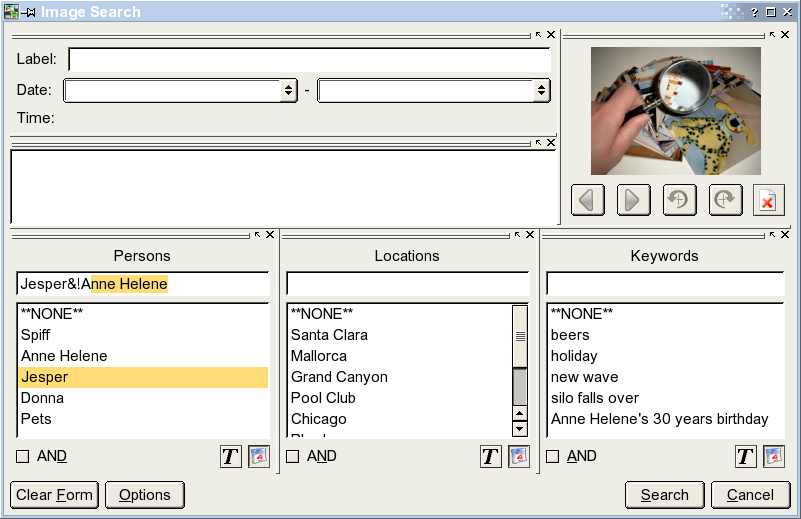 Image Search
Label:
Date: -
Time:
Persons
Jesper&!Anne Helene
**NONE**
Spiff
Anne Helene
Jesper
Donna
Pets
AND
T
Locations
**NONE**
Santa Clara
Mallorca
Grand Canyon
Pool Club
Chicago
AND
T
Keywords
**NONE**
beers
holiday
new wave
silo falls over
Anne Helene's 30 years birthday
AND
T
Clear Form
Options
Search
Cancel